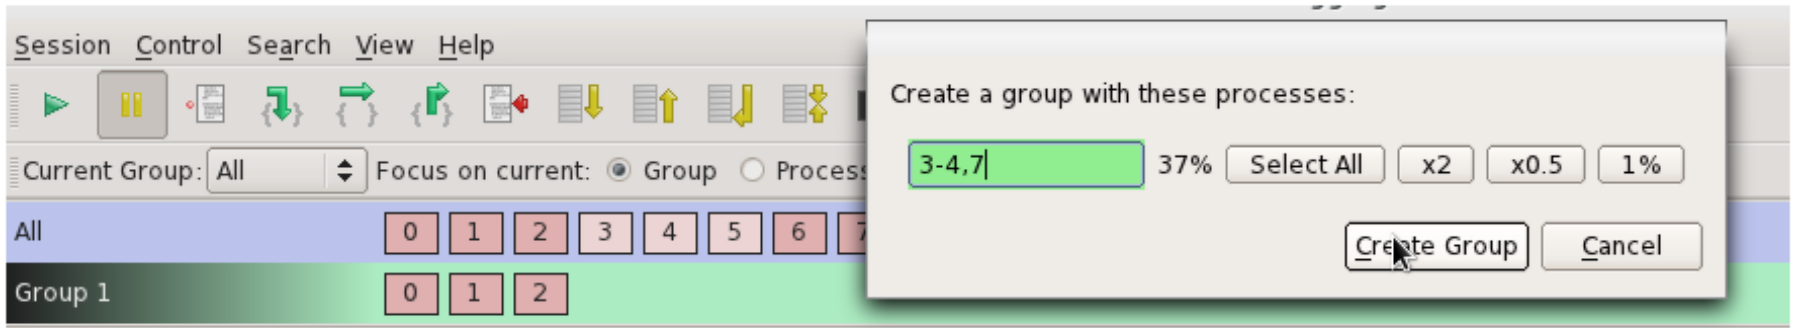 Session Control Search View Help
Current Group: All Focus on current: Group Process
All 0 1 2 3 4 5 6 7
Group 1 0 1 2
Create a group with these processes:
3-4,7 37% Select All x2 x0.5 1%
Create Group Cancel